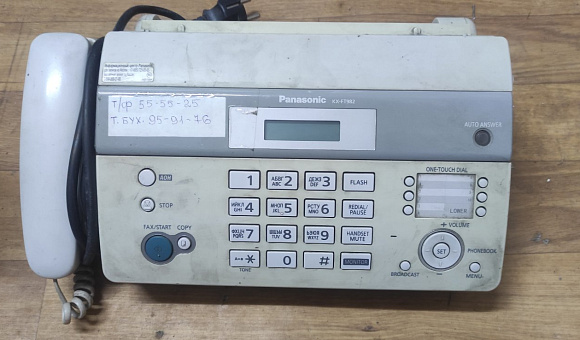 Panasonic KX-FT982
Т/ф 55-55-25
Т. БУХ. 95-91-76
AUTO ANSWER
ONE-TOUCH DIAL
1 АБВГ ABC 2 ДЕЖЗ DEF 3 FLASH
STOP
ИЙКЛ GHI 4 МНОП JKL 5 РСТУ MNO 6 REDIAL/ PAUSE
LOWER
+ VOLUME
FAX/START COPY
ФХЦЧ PQRS 7 ШЩЪЫ TUV 8 ЬЭЮЯ WXYZ 9 HANDSET MUTE
SET
PHONEBOOK
* 0 # MONITOR
TONE
BROADCAST
MENU